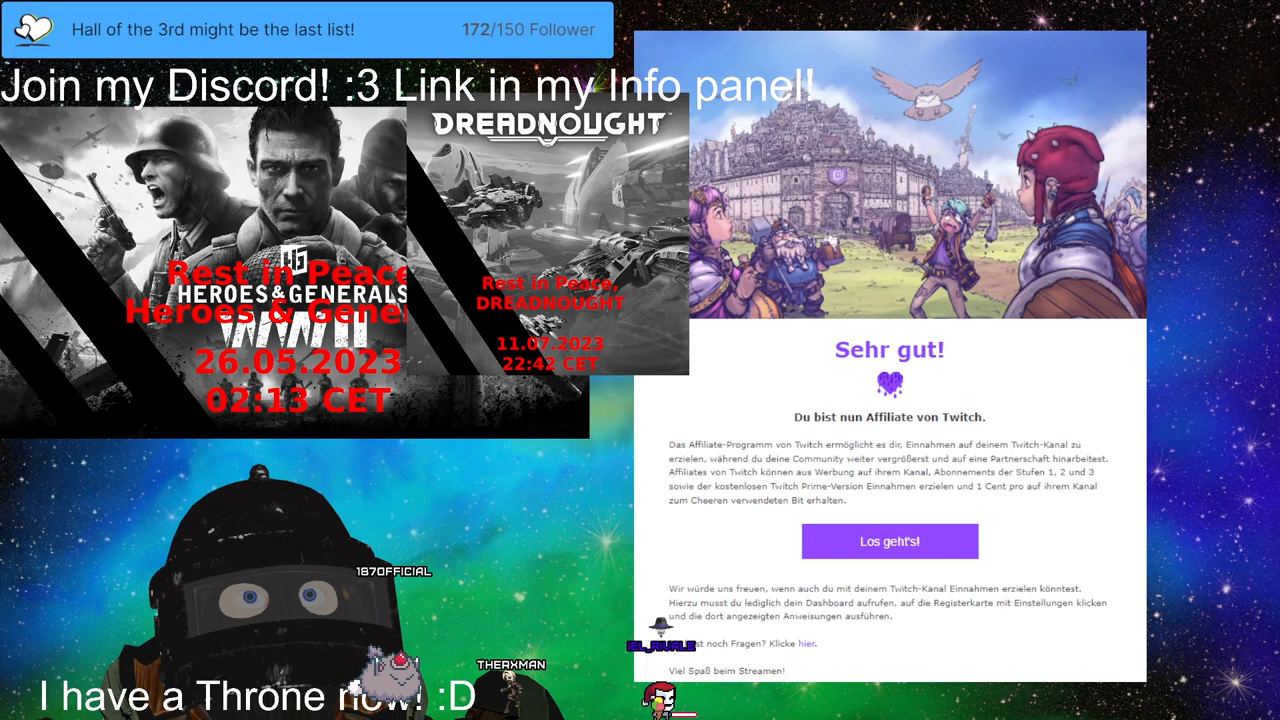 Hall of the 3rd might be the last list!
172/150 Follower
Join my Discord! :3 Link in my Info panel!
DREADNOUGHT
Rest in Peace
HEROES & GENERALS
Heroes & Gene
WWII
26.05.2023
02:13 CET
Rest in Peace,
DREADNOUGHT
11.07.2023
22:42 CET
Sehr gut!
Du bist nun Affiliate von Twitch.
Das Affiliate-Programm von Twitch ermöglicht es dir, Einnahmen auf deinem Twitch-Kanal zu
erzielen, während du deine Community weiter vergrößerst und auf eine Partnerschaft hinarbeitest.
Affiliates von Twitch können aus Werbung auf ihrem Kanal, Abonnements der Stufen 1, 2 und 3
sowie der kostenlosen Twitch Prime-Version Einnahmen erzielen und 1 Cent pro auf ihrem Kanal
zum Cheeren verwendeten Bit erhalten.
Los geht's!
Wir würde uns freuen, wenn auch du mit deinem Twitch-Kanal Einnahmen erzielen könntest.
Hierzu musst du lediglich dein Dashboard aufrufen, auf die Registerkarte mit Einstellungen klicken
und die dort angezeigten Anweisungen ausführen.
st noch Fragen? Klicke hier.
Viel Spaß beim Streamen!
187OFFICIAL
THERXMAN
I have a Throne now! :D